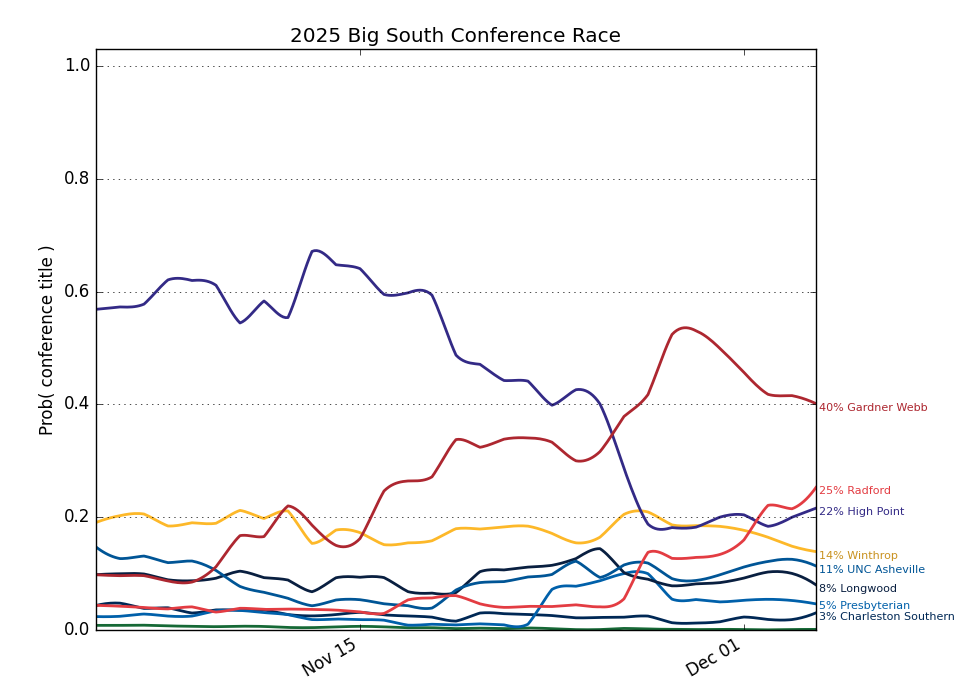 2025 Big South Conference Race
Prob( conference title )
1.0
0.8
0.6
0.4
0.2
0.0
Nov 15
Dec 01
40% Gardner Webb
25% Radford
22% High Point
14% Winthrop
11% UNC Asheville
8% Longwood
5% Presbyterian
3% Charleston Southern